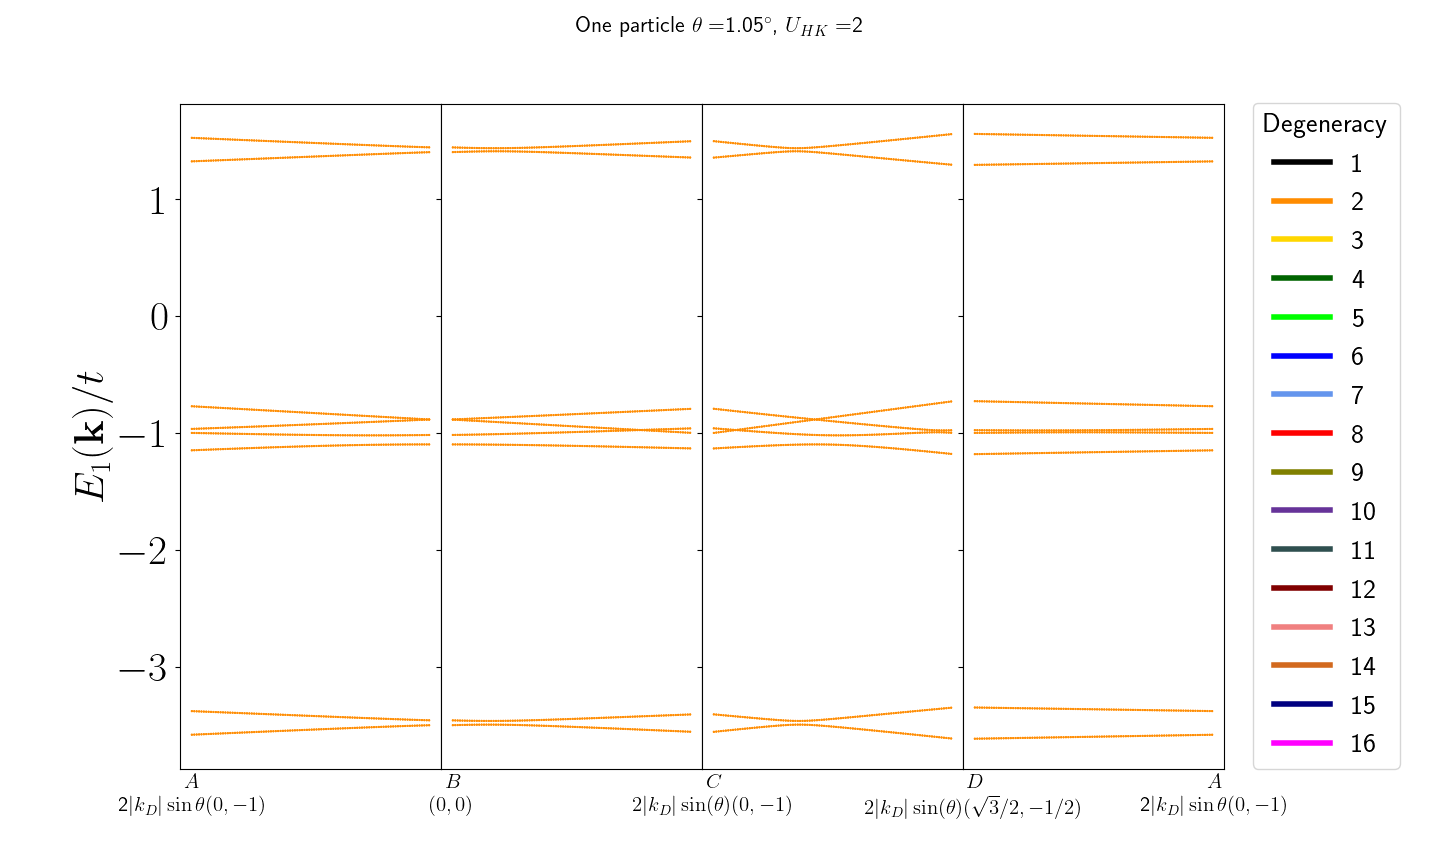 One particle θ =1.05°, U_{HK} =2
E_1(𝐤)/t
1
0
−1
−2
−3
A
B
C
D
A
2|k_D| sin θ(0, −1)
(0, 0)
2|k_D| sin(θ)(0, −1)
2|k_D| sin(θ)(√3/2, −1/2)
2|k_D| sin θ(0, −1)
Degeneracy
1
2
3
4
5
6
7
8
9
10
11
12
13
14
15
16